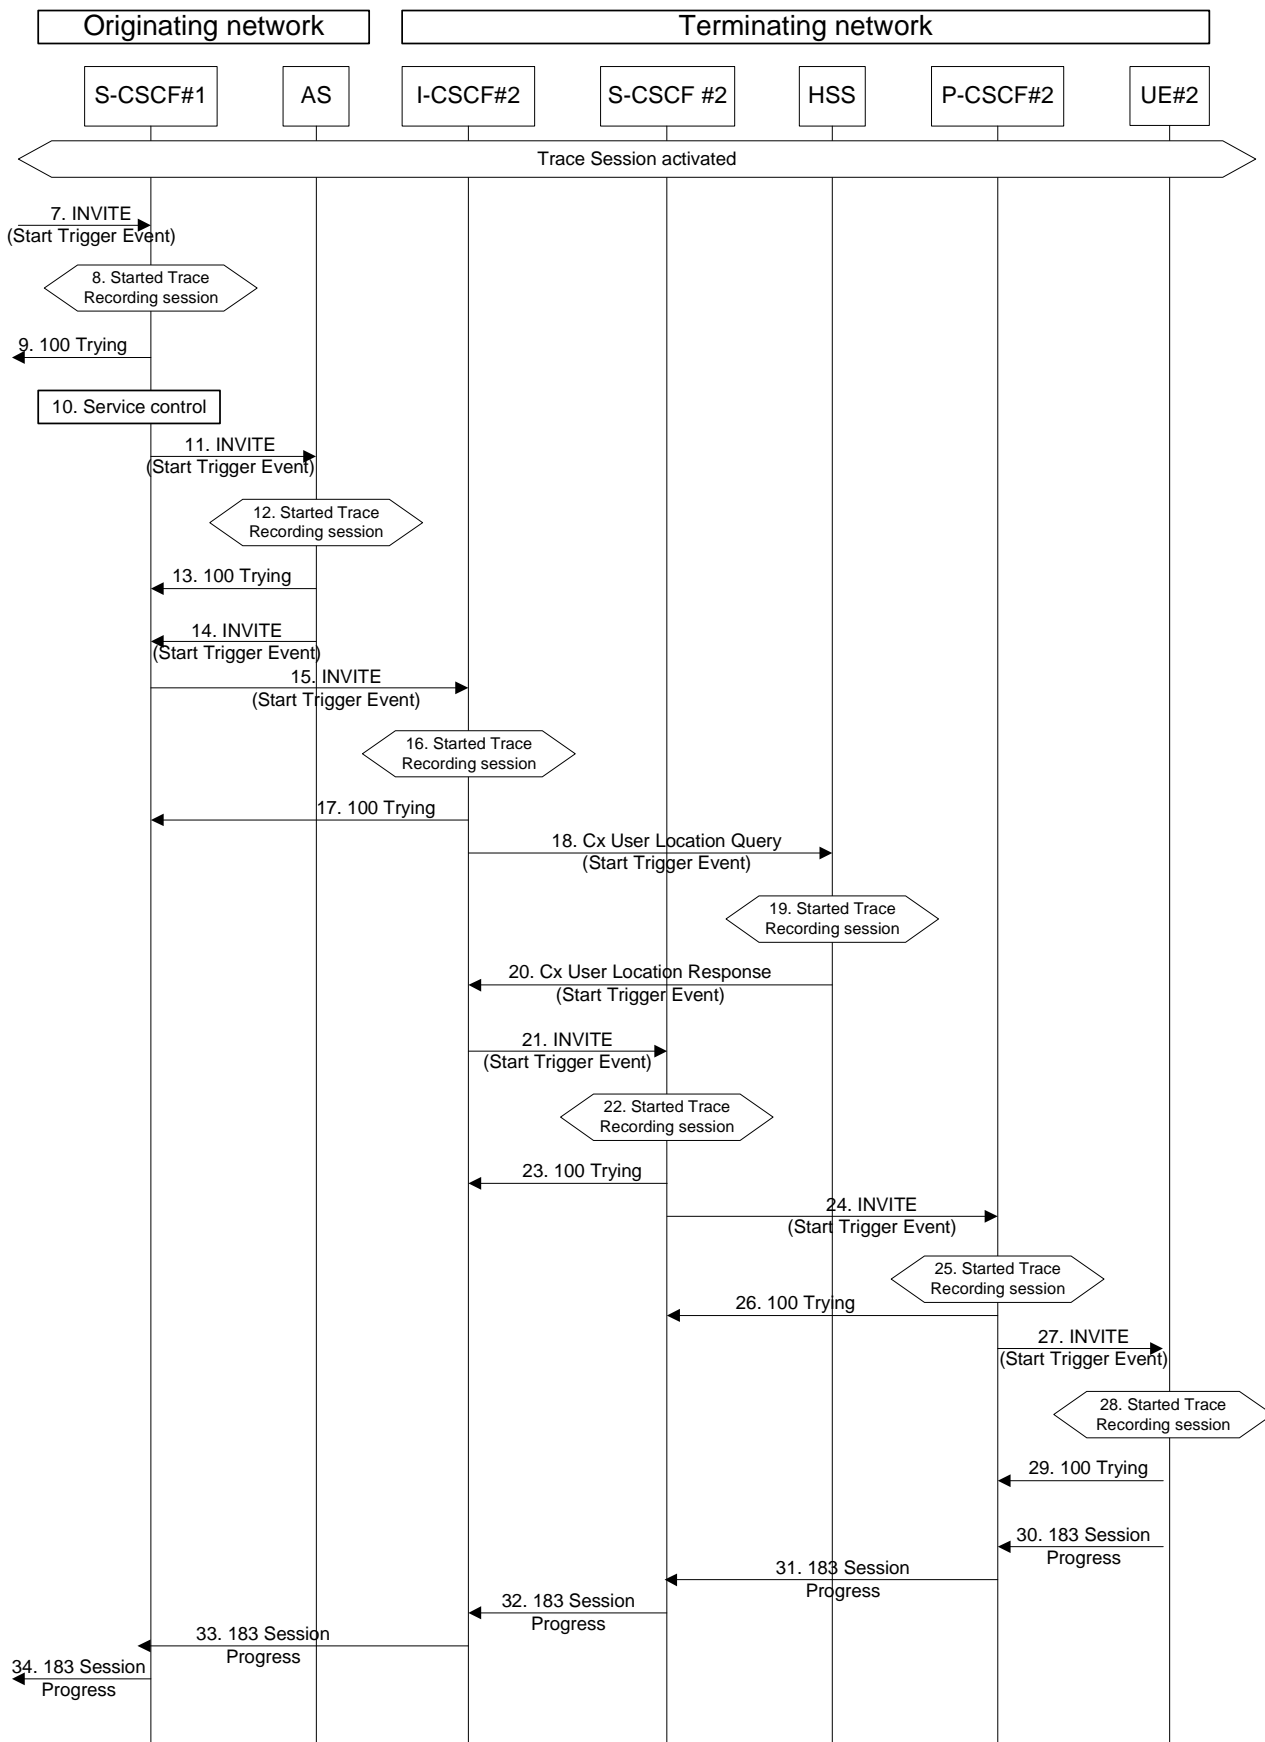 Originating network
Terminating network
S-CSCF#1
AS
I-CSCF#2
S-CSCF #2
HSS
P-CSCF#2
UE#2
Trace Session activated
7. INVITE
(Start Trigger Event)
8. Started Trace
Recording session
9. 100 Trying
10. Service control
11. INVITE
(Start Trigger Event)
12. Started Trace
Recording session
13. 100 Trying
14. INVITE
(Start Trigger Event)
15. INVITE
(Start Trigger Event)
16. Started Trace
Recording session
17. 100 Trying
18. Cx User Location Query
(Start Trigger Event)
19. Started Trace
Recording session
20. Cx User Location Response
(Start Trigger Event)
21. INVITE
(Start Trigger Event)
22. Started Trace
Recording session
23. 100 Trying
24. INVITE
(Start Trigger Event)
25. Started Trace
Recording session
26. 100 Trying
27. INVITE
(Start Trigger Event)
28. Started Trace
Recording session
29. 100 Trying
30. 183 Session
Progress
31. 183 Session
Progress
32. 183 Session
Progress
33. 183 Session
Progress
34. 183 Session
Progress